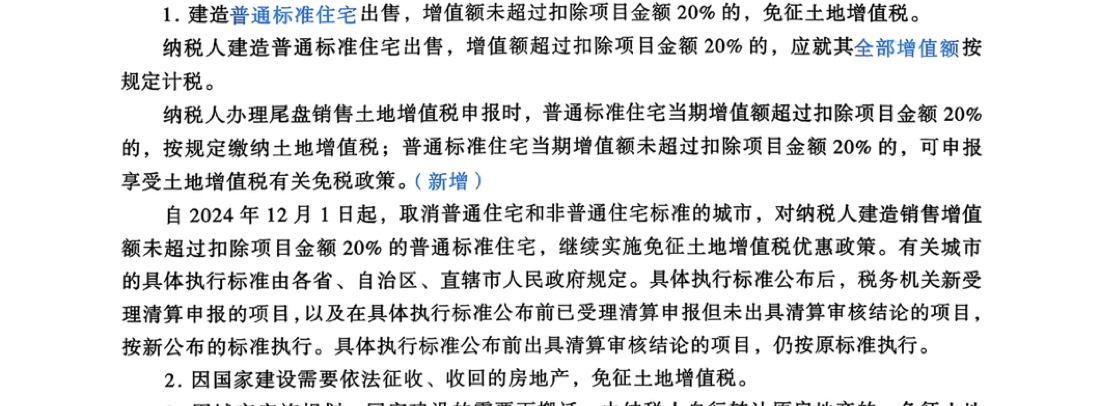 1. 建造普通标准住宅出售，增值额未超过扣除项目金额 20% 的，免征土地增值税。
纳税人建造普通标准住宅出售，增值额超过扣除项目金额 20% 的，应就其全部增值额按
规定计税。
纳税人办理尾盘销售土地增值税申报时，普通标准住宅当期增值额超过扣除项目金额 20%
的，按规定缴纳土地增值税；普通标准住宅当期增值额未超过扣除项目金额 20% 的，可申报
享受土地增值税有关免税政策。（新增）
自 2024 年 12 月 1 日起，取消普通住宅和非普通住宅标准的城市，对纳税人建造销售增值
额未超过扣除项目金额 20% 的普通标准住宅，继续实施免征土地增值税优惠政策。有关城市
的具体执行标准由各省、自治区、直辖市人民政府规定。具体执行标准公布后，税务机关新受
理清算申报的项目，以及在具体执行标准公布前已受理清算申报但未出具清算审核结论的项目，
按新公布的标准执行。具体执行标准公布前出具清算审核结论的项目，仍按原标准执行。
2. 因国家建设需要依法征收、收回的房地产，免征土地增值税。